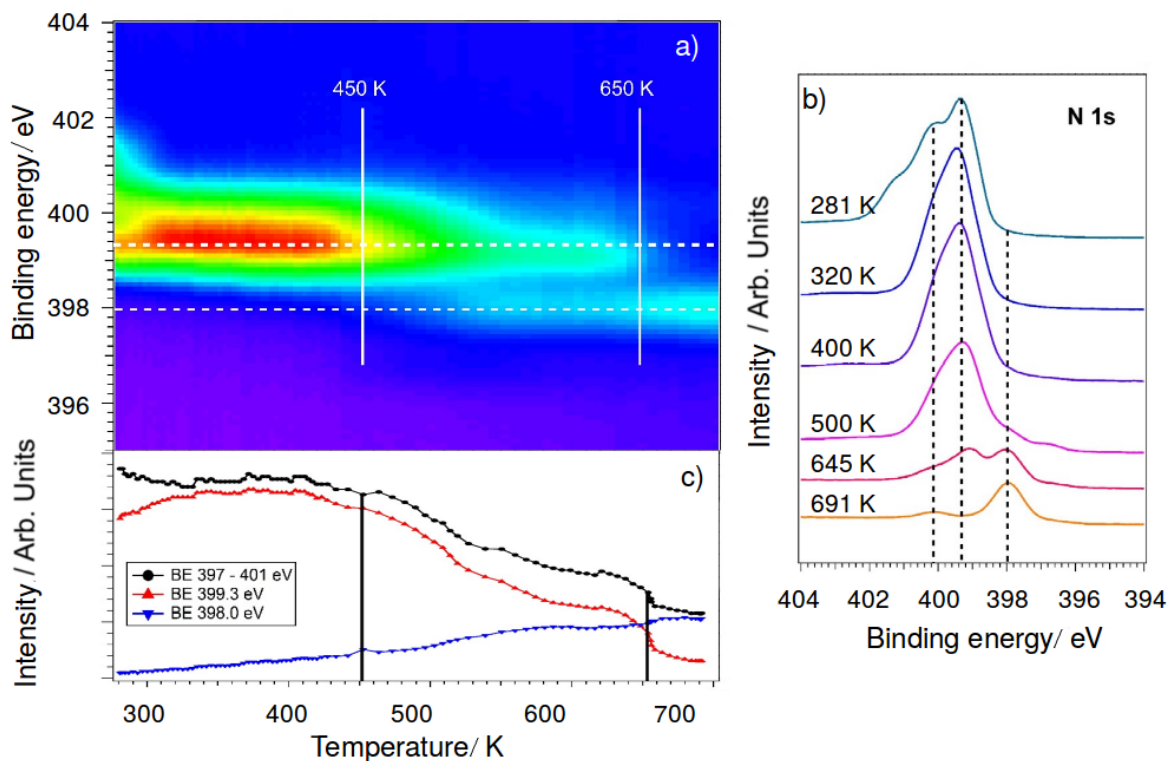 a)
404
402
400
398
396
Binding energy/ eV
450 K
650 K
c)
Intensity / Arb. Units
BE 397 - 401 eV
BE 399.3 eV
BE 398.0 eV
300 400 500 600 700
Temperature/ K
b)
N 1s
281 K
320 K
400 K
500 K
645 K
691 K
Intensity / Arb. Units
404 402 400 398 396 394
Binding energy/ eV